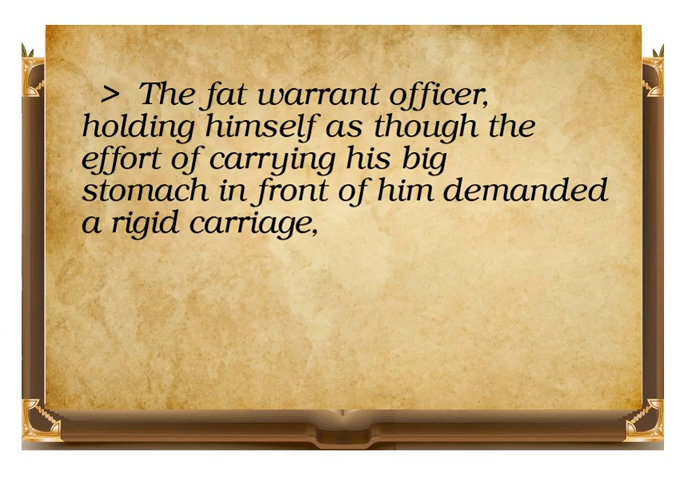 > The fat warrant officer,
holding himself as though the
effort of carrying his big
stomach in front of him demanded
a rigid carriage,